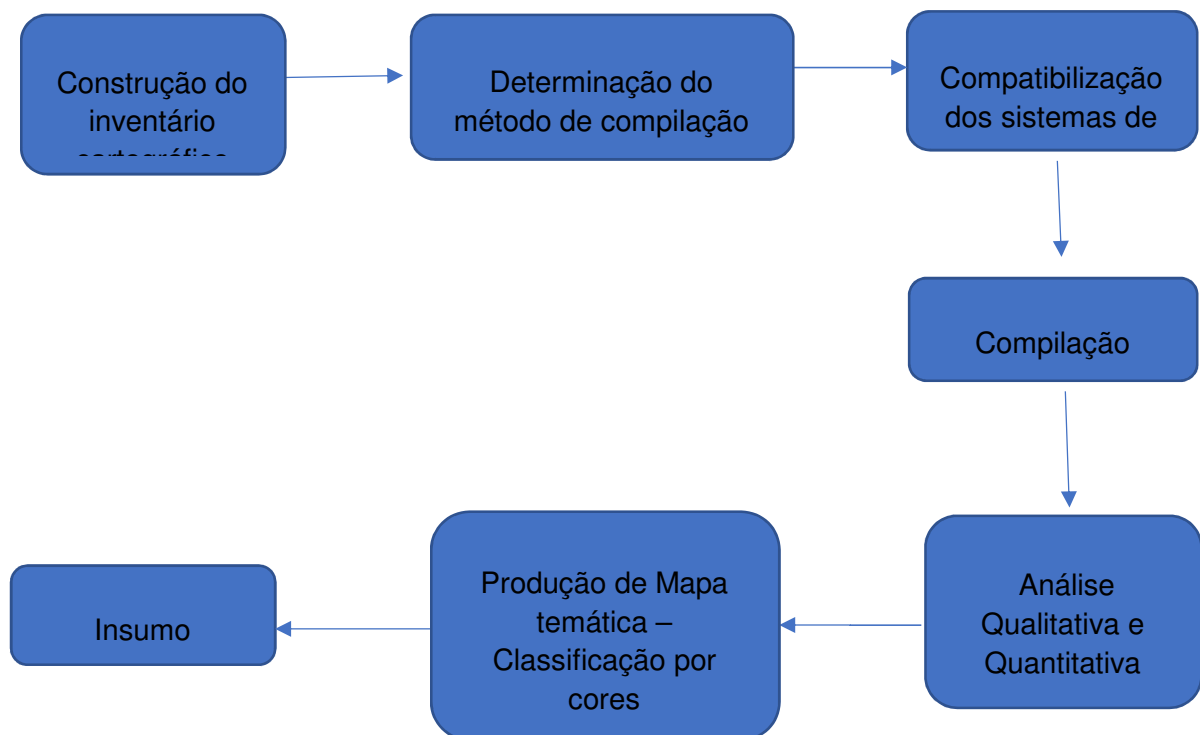 Construção do
inventário
Determinação do
método de compilação
Compatibilização
dos sistemas de
Compilação
Análise
Qualitativa e
Quantitativa
Produção de Mapa
temática –
Classificação por
cores
Insumo